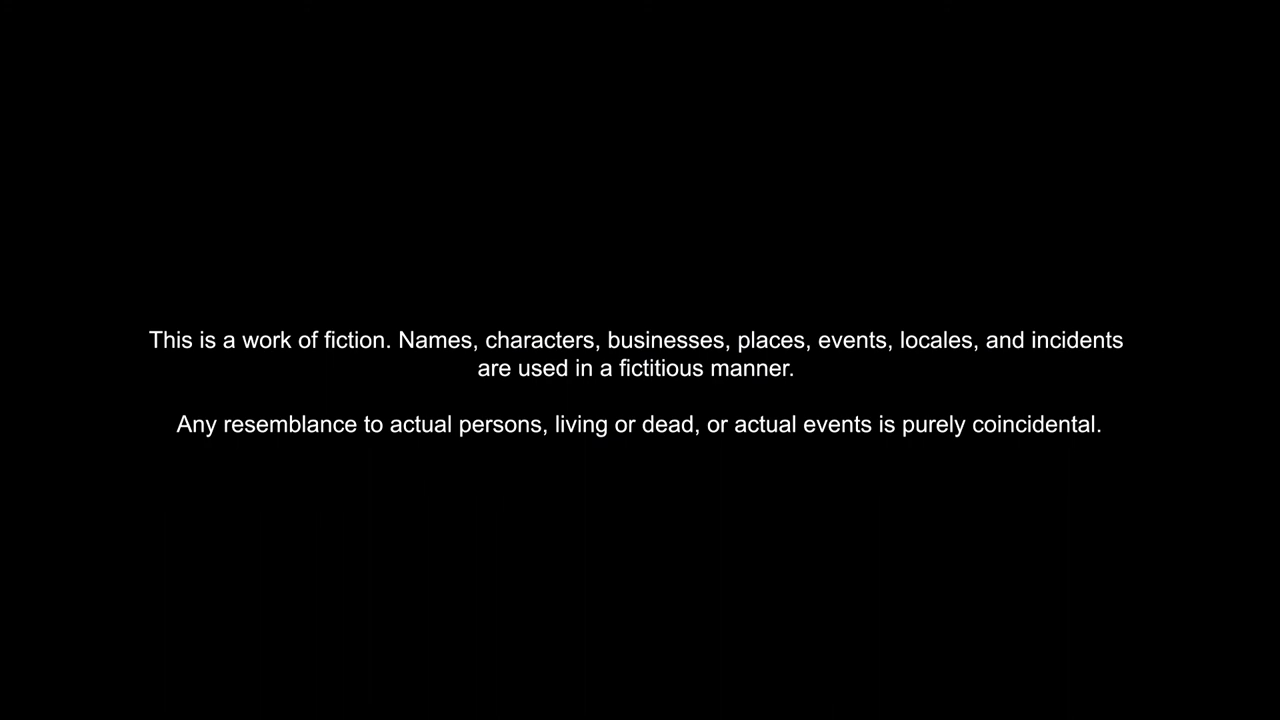 This is a work of fiction. Names, characters, businesses, places, events, locales, and incidents
are used in a fictitious manner.
Any resemblance to actual persons, living or dead, or actual events is purely coincidental.